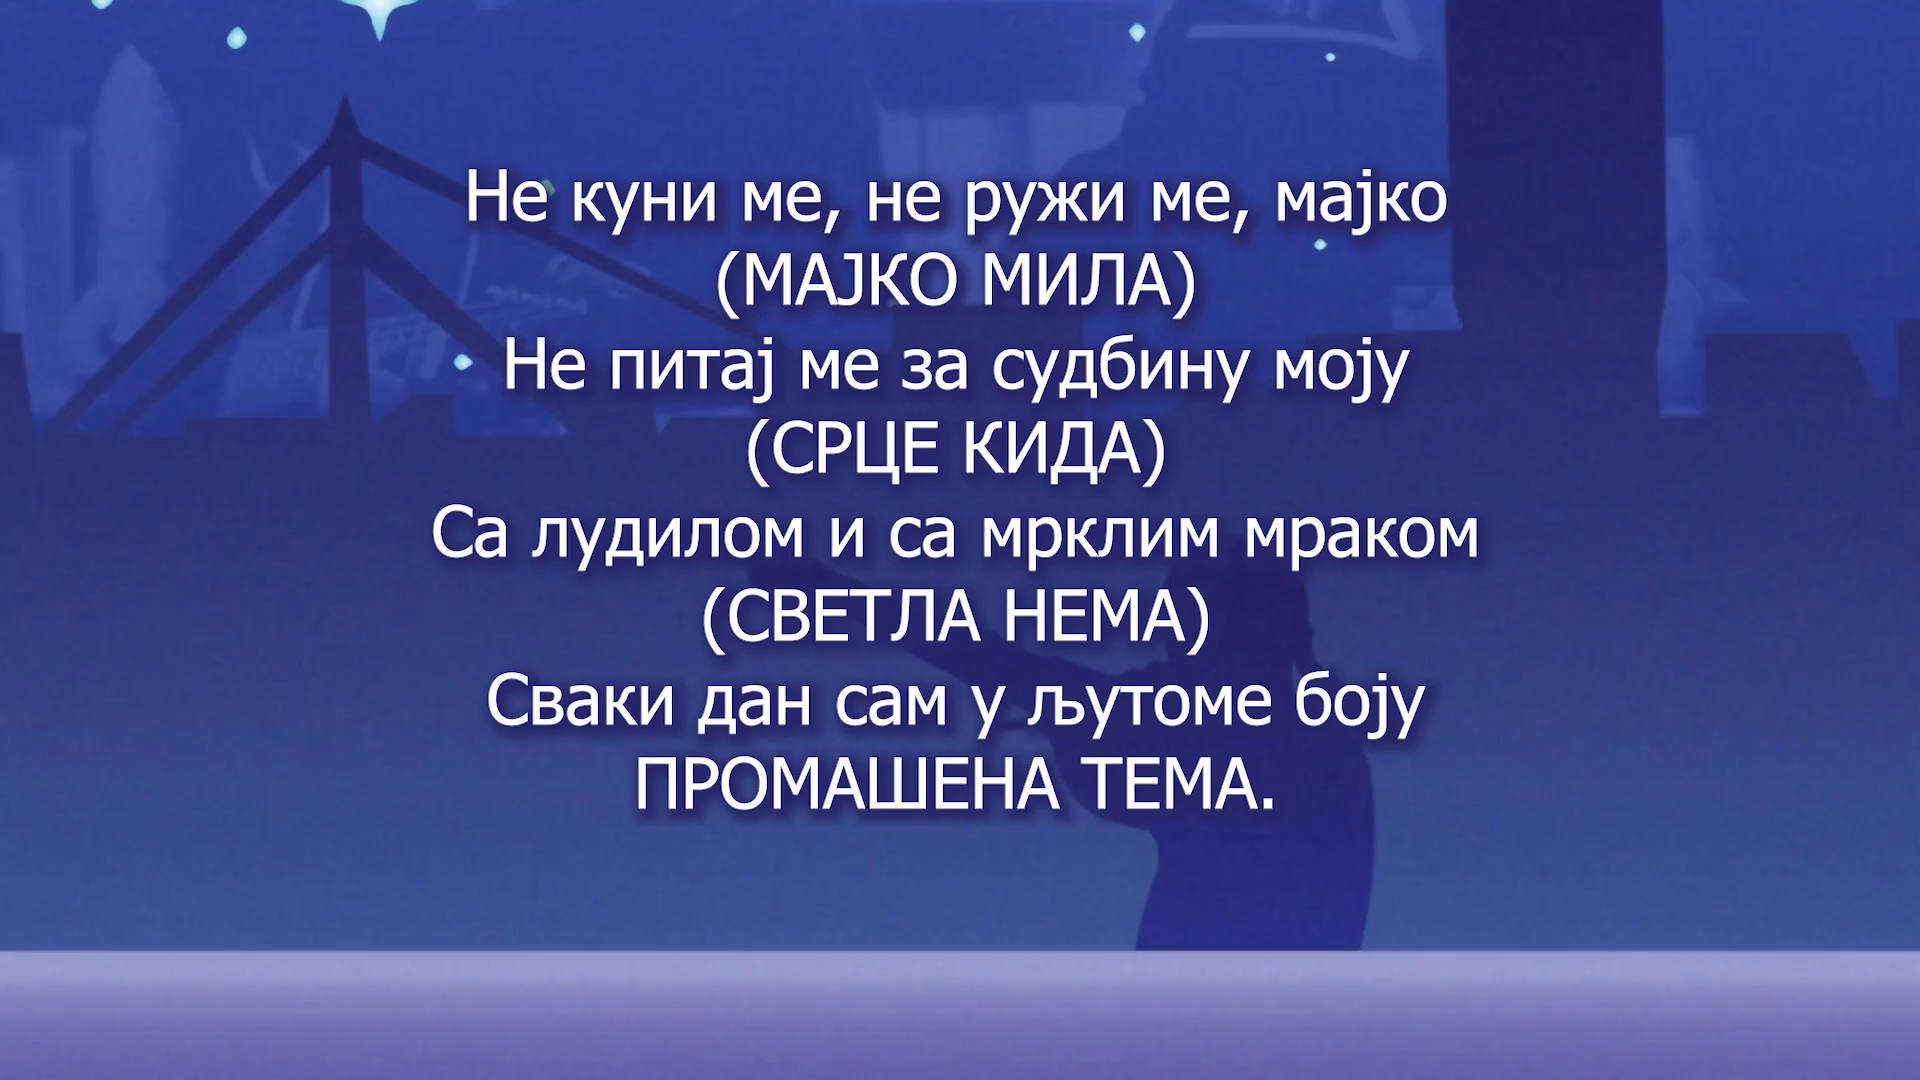 Не куни ме, не ружи ме, мајко
(МАЈКО МИЛА)
Не питај ме за судбину моју
(СРЦЕ КИДА)
Са лудилом и са мрклим мраком
(СВЕТЛА НЕМА)
Сваки дан сам у љутоме боју
ПРОМАШЕНА ТЕМА.